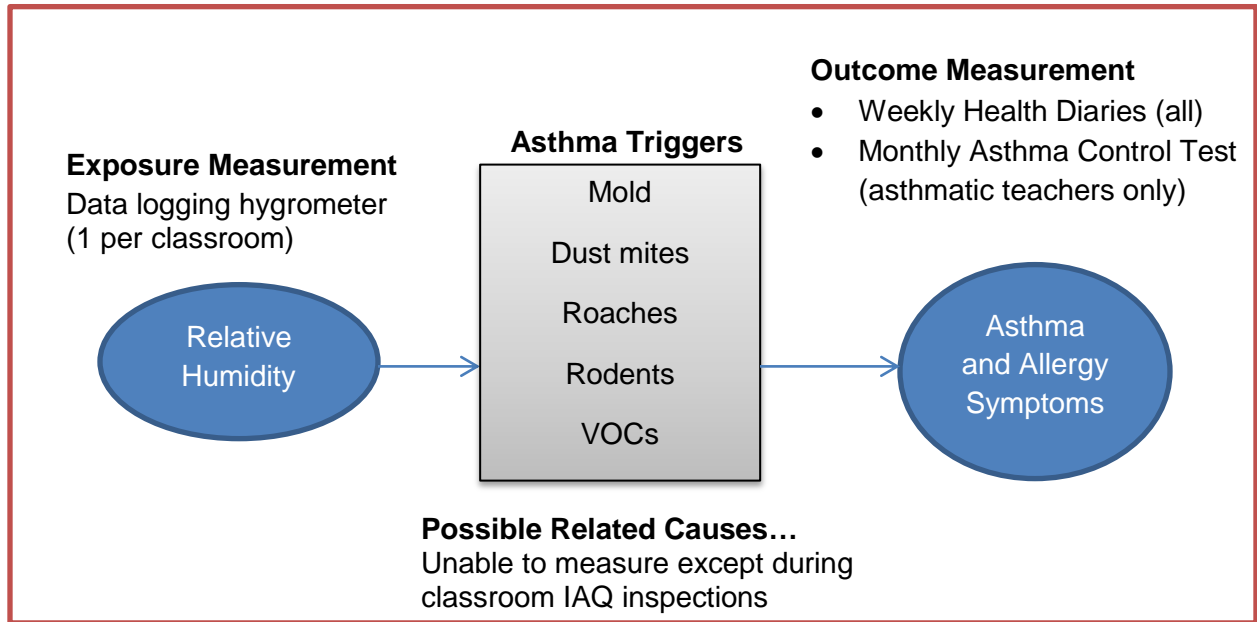 Exposure Measurement
Data logging hygrometer
(1 per classroom)
Relative
Humidity
Asthma Triggers
Mold
Dust mites
Roaches
Rodents
VOCs
Possible Related Causes…
Unable to measure except during
classroom IAQ inspections
Outcome Measurement
• Weekly Health Diaries (all)
• Monthly Asthma Control Test
(asthmatic teachers only)
Asthma
and Allergy
Symptoms